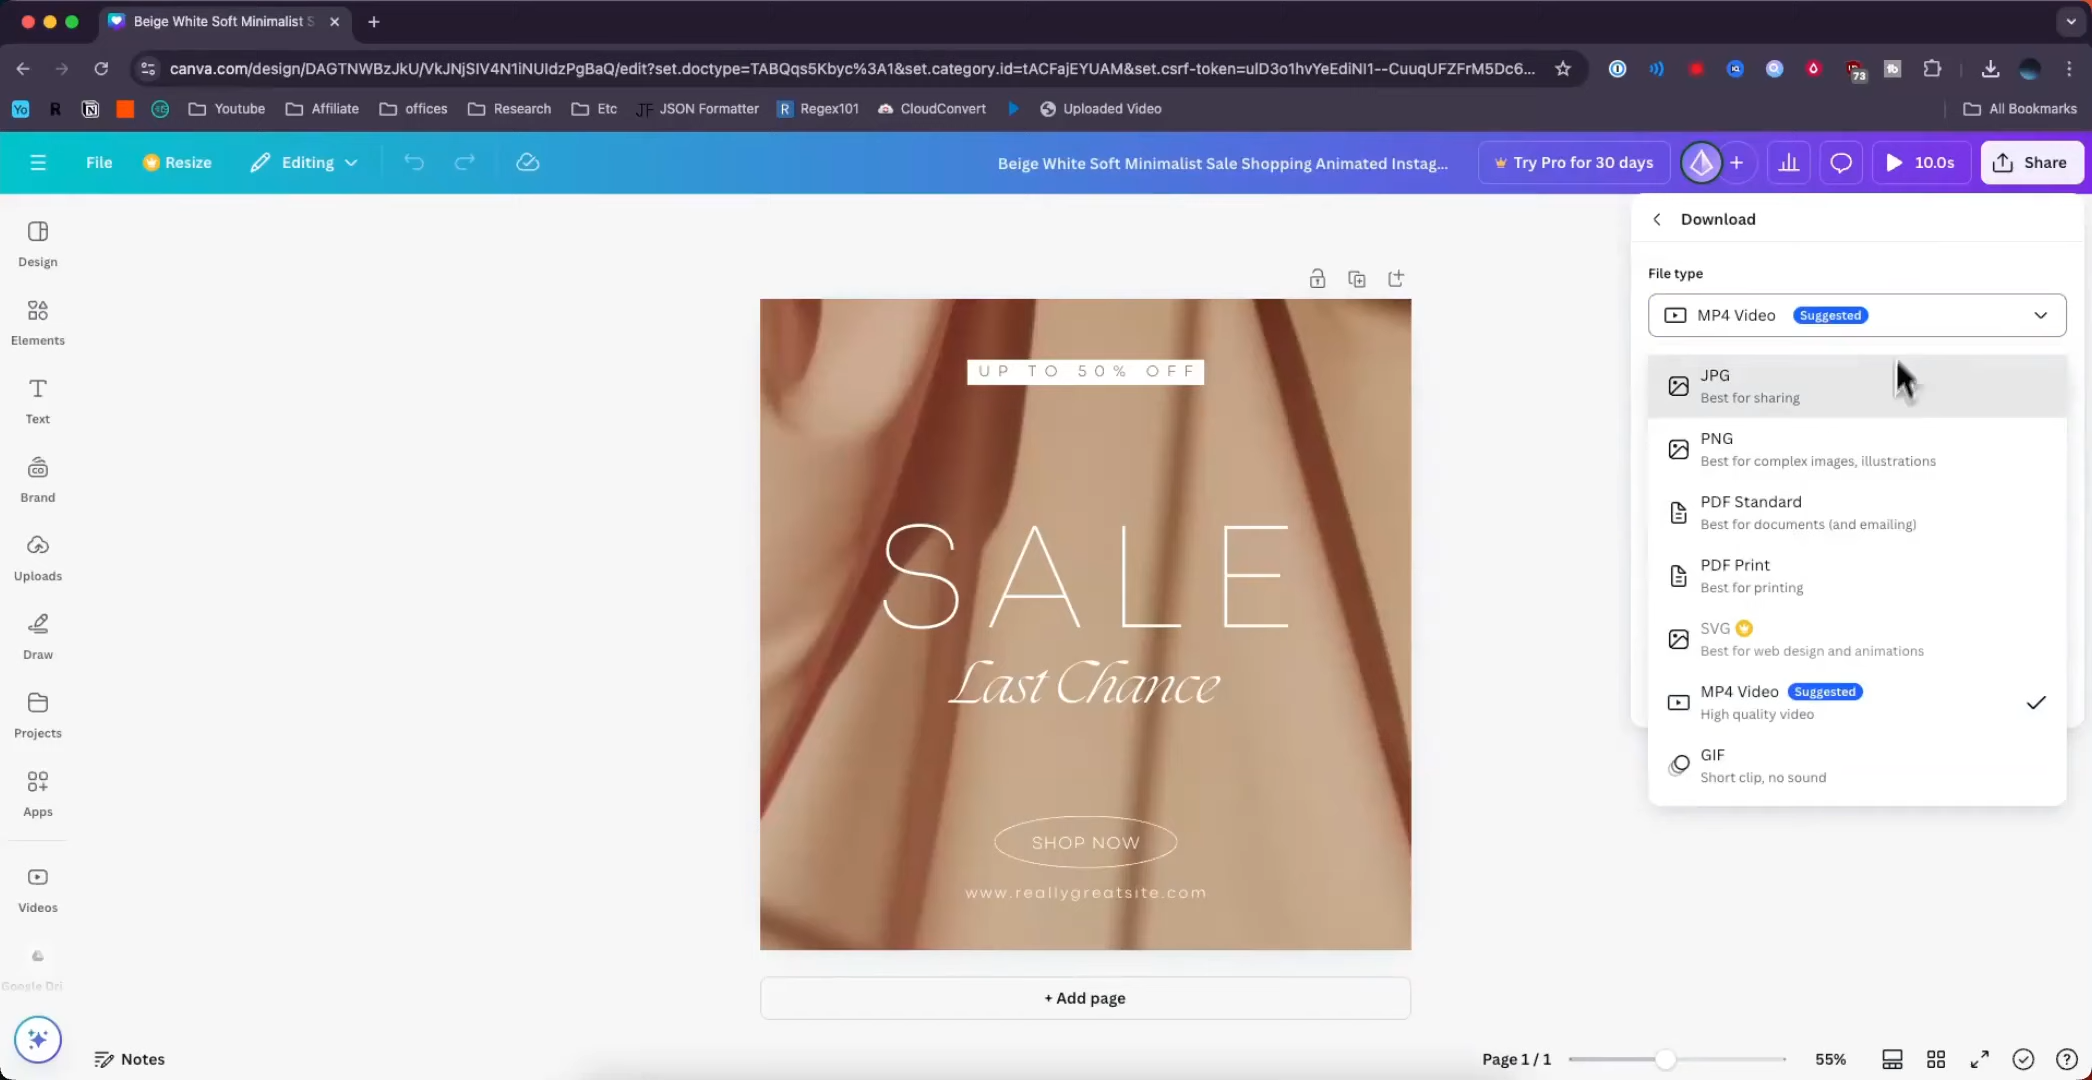 Beige White Soft Minimalist S
canva.com/design/DAGTNWBzJkU/VkJNjSIV4N1iNUIdzPgBaQ/edit?set.doctype=TABQqs5Kbyc%3A1&set.category.id=tACFajEYUAM&set.csrf-token=uID3o1hvYeEdiNI1--CuuqUFZFrM5Dc6...
73
Yo R Youtube Affiliate offices Research Etc JF JSON Formatter R Regex101 CloudConvert Uploaded Video All Bookmarks
File Resize Editing Beige White Soft Minimalist Sale Shopping Animated Instag... Try Pro for 30 days 10.0s Share
Design
Elements
Text
Brand
Uploads
Draw
Projects
Apps
Videos
Google Dri
UP TO 50% OFF
SALE
Last Chance
SHOP NOW
www.reallygreatsite.com
+ Add page
Download
File type
MP4 Video Suggested
JPG
Best for sharing
PNG
Best for complex images, illustrations
PDF Standard
Best for documents (and emailing)
PDF Print
Best for printing
SVG
Best for web design and animations
MP4 Video Suggested
High quality video
GIF
Short clip, no sound
Notes
Page 1 / 1
55%